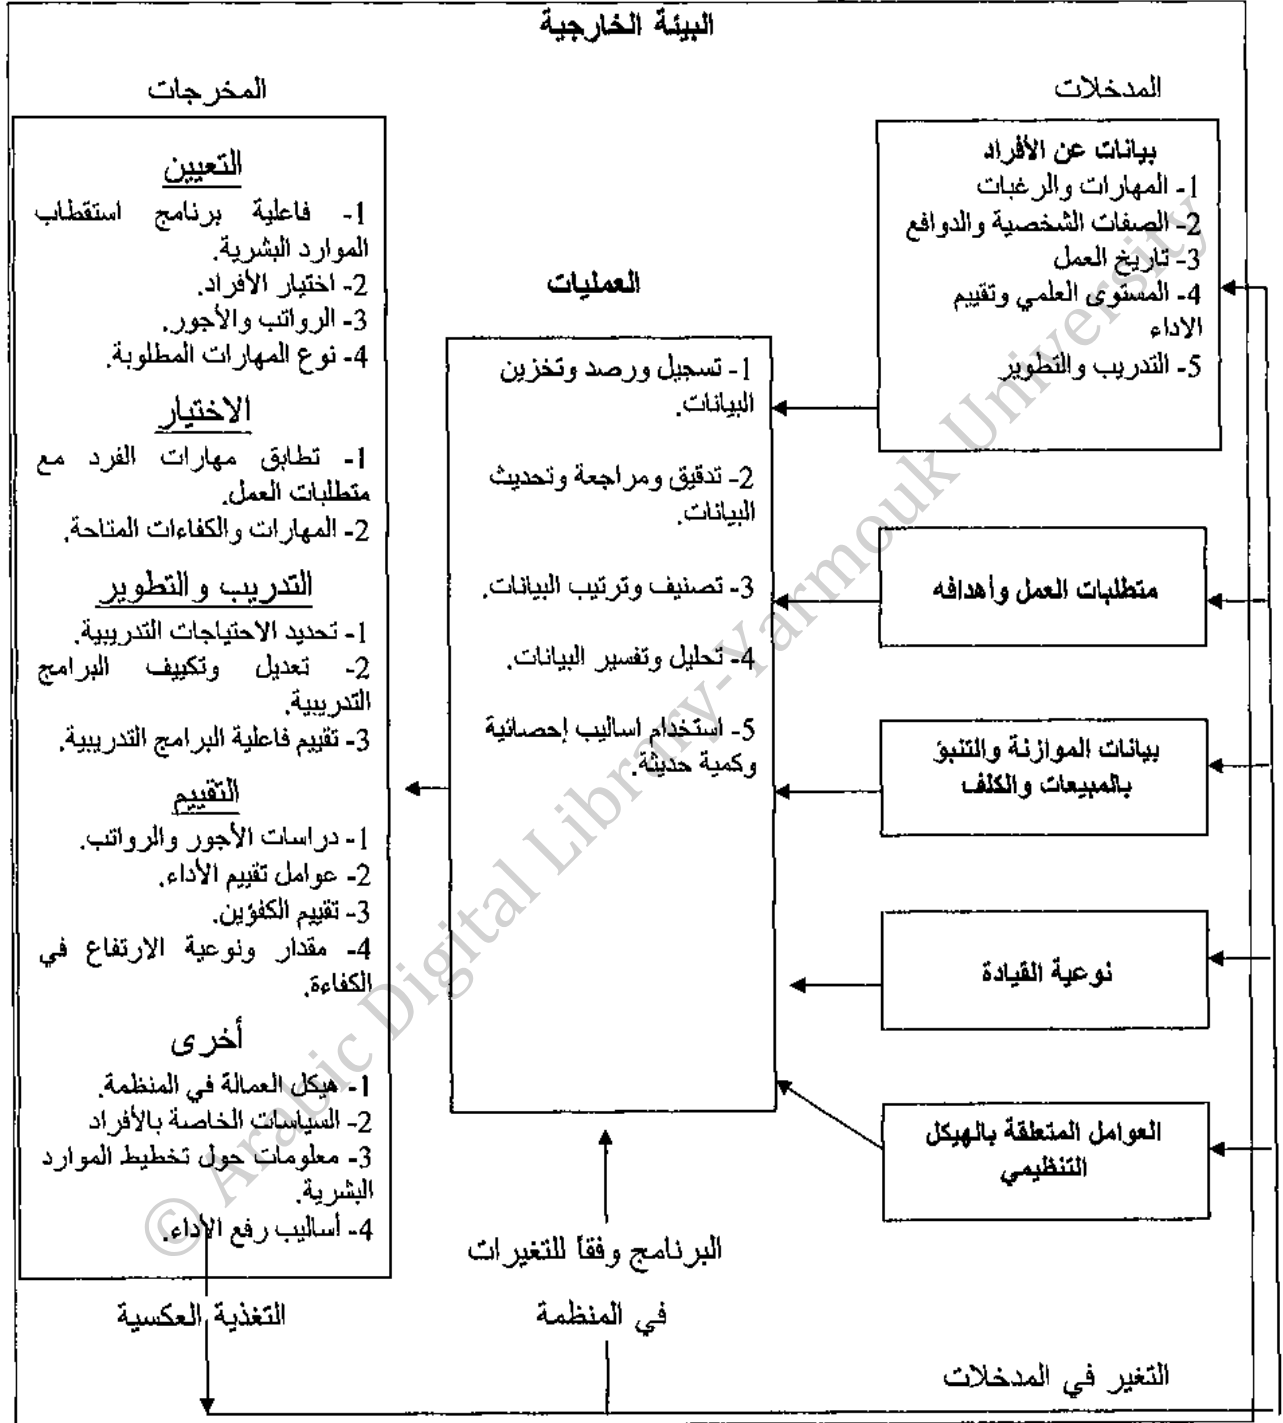 البيئة الخارجية
المدخلات
بيانات عن الأفراد
1- المهارات والرغبات
2- الصفات الشخصية والدوافع
3- تاريخ العمل
4- المستوى العلمي وتقييم
الاداء
5- التدريب والتطوير
متطلبات العمل وأهدافه
بيانات الموازنة والتنبؤ
بالمبيعات والكلف
نوعية القيادة
العوامل المتعلقة بالهيكل
التنظيمي
العمليات
1- تسجيل ورصد وتخزين
البيانات.
2- تدقيق ومراجعة وتحديث
البيانات.
3- تصنيف وترتيب البيانات.
4- تحليل وتفسير البيانات.
5- استخدام اساليب إحصائية
وكمية حديثة.
المخرجات
التعيين
1- فاعلية برنامج استقطاب
الموارد البشرية.
2- اختبار الأفراد.
3- الرواتب والأجور.
4- نوع المهارات المطلوبة.
الاختيار
1- تطابق مهارات الفرد مع
متطلبات العمل.
2- المهارات والكفاءات المتاحة.
التدريب والتطوير
1- تحديد الاحتياجات التدريبية.
2- تعديل وتكييف البرامج
التدريبية.
3- تقييم فاعلية البرامج التدريبية.
التقييم
1- دراسات الأجور والرواتب.
2- عوامل تقييم الأداء.
3- تقييم الكفؤين.
4- مقدار ونوعية الارتفاع في
الكفاءة.
أخرى
1- هيكل العمالة في المنظمة.
2- السياسات الخاصة بالأفراد
3- معلومات حول تخطيط الموارد
البشرية.
4- أساليب رفع الأداء.
البرنامج وفقاً للتغيرات
في المنظمة
التغذية العكسية
التغير في المدخلات
© Arabic Digital Library-Yarmouk University